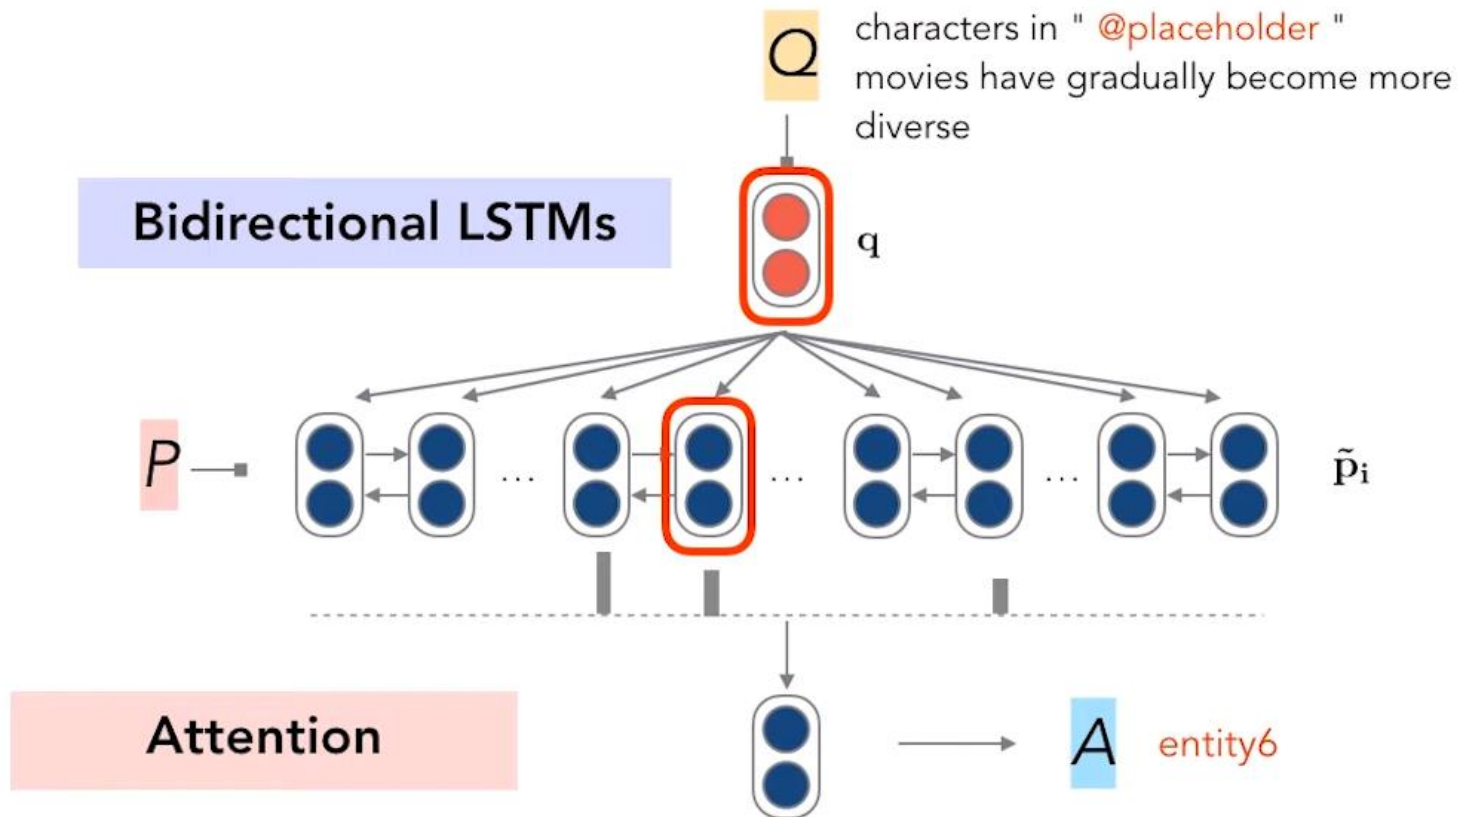 Q
characters in " @placeholder "
movies have gradually become more
diverse
Bidirectional LSTMs
q
P
... ... ...
p̃ᵢ
Attention
A entity6